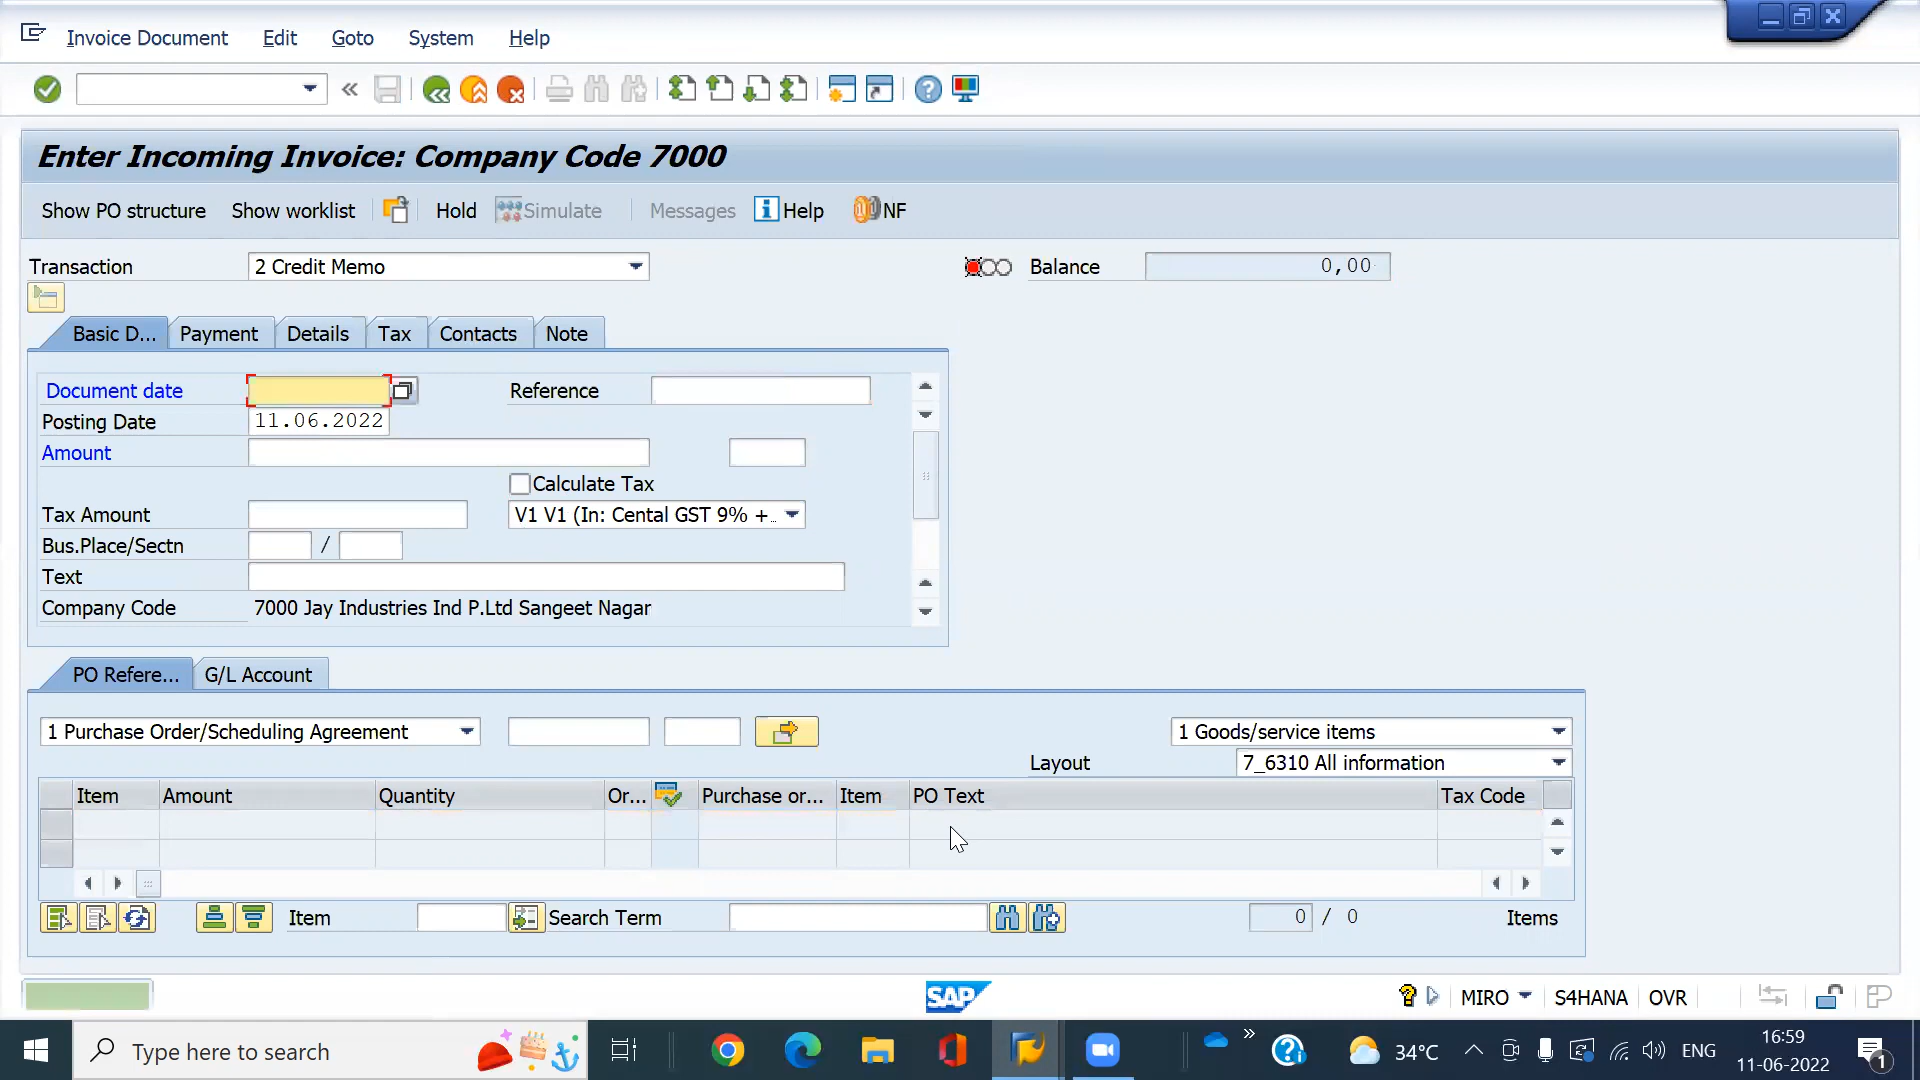 Invoice Document Edit Goto System Help
Enter Incoming Invoice: Company Code 7000
Show PO structure Show worklist Hold Simulate Messages Help NF
Transaction 2 Credit Memo Balance 0,00
Basic D... Payment Details Tax Contacts Note
Document date Reference
Posting Date 11.06.2022
Amount
Calculate Tax
Tax Amount V1 V1 (In: Cental GST 9% +..
Bus.Place/Sectn /
Text
Company Code 7000 Jay Industries Ind P.Ltd Sangeet Nagar
PO Refere... G/L Account
1 Purchase Order/Scheduling Agreement 1 Goods/service items
Layout 7_6310 All information
Item Amount Quantity Or... Purchase or... Item PO Text Tax Code
Item Search Term 0 / 0 Items
SAP MIRO S4HANA OVR
Type here to search 34°C ENG 16:59
11-06-2022 1